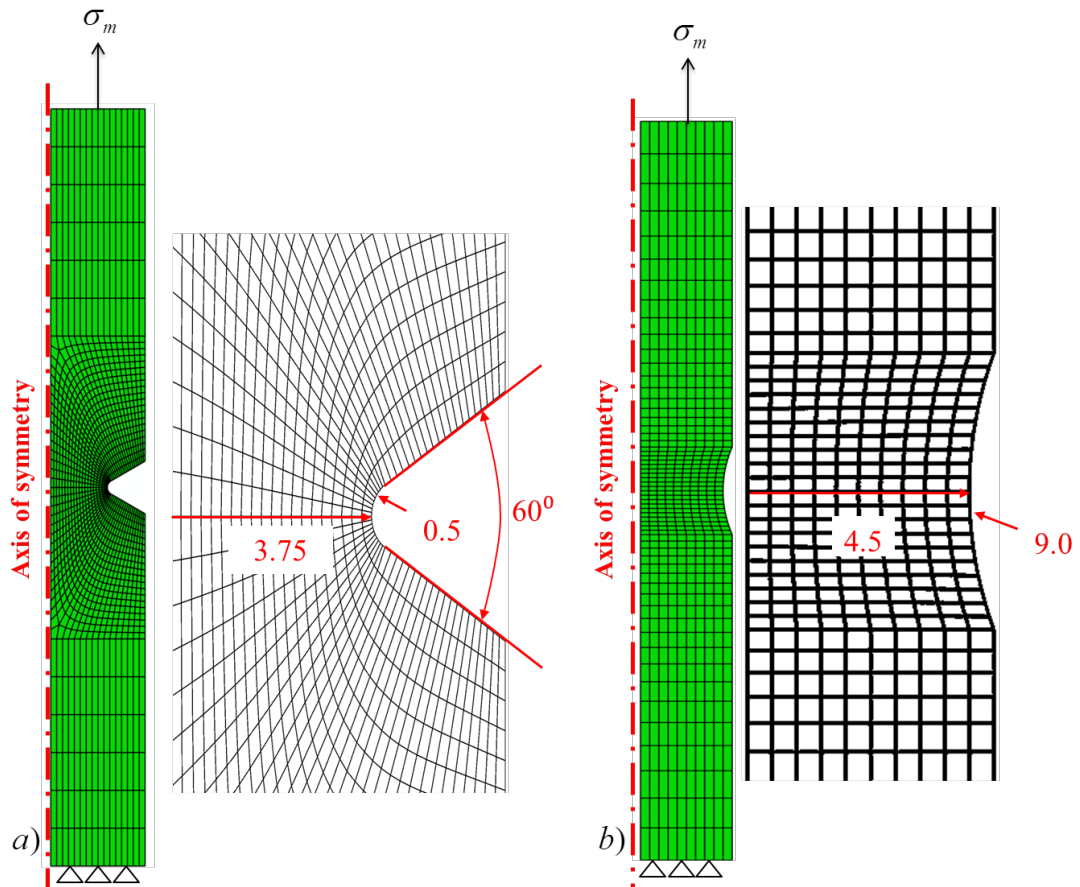 σₘ
Axis of symmetry
3.75
0.5
60⁰
a)
σₘ
Axis of symmetry
4.5
9.0
b)